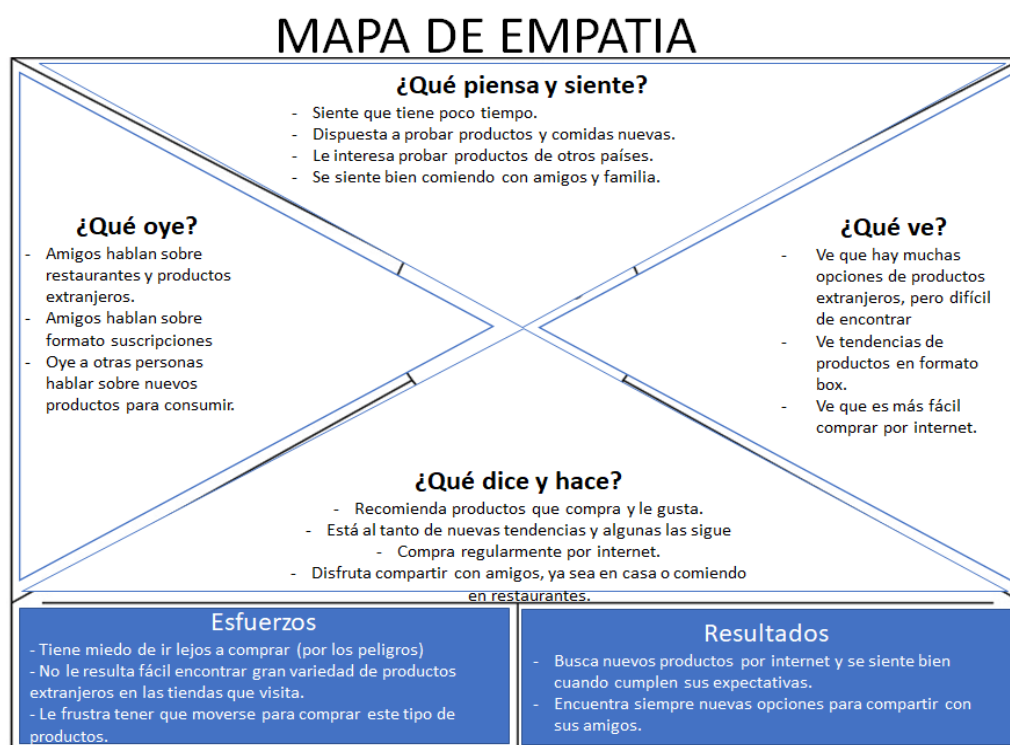 MAPA DE EMPATIA
¿Qué piensa y siente?
- Siente que tiene poco tiempo.
- Dispuesta a probar productos y comidas nuevas.
- Le interesa probar productos de otros países.
- Se siente bien comiendo con amigos y familia.
¿Qué oye?
- Amigos hablan sobre
restaurantes y productos
extranjeros.
- Amigos hablan sobre
formato suscripciones
- Oye a otras personas
hablar sobre nuevos
productos para consumir.
¿Qué ve?
- Ve que hay muchas
opciones de productos
extranjeros, pero difícil
de encontrar
- Ve tendencias de
productos en formato
box.
- Ve que es más fácil
comprar por internet.
¿Qué dice y hace?
- Recomienda productos que compra y le gusta.
- Está al tanto de nuevas tendencias y algunas las sigue
- Compra regularmente por internet.
- Disfruta compartir con amigos, ya sea en casa o comiendo
en restaurantes.
Esfuerzos
- Tiene miedo de ir lejos a comprar (por los peligros)
- No le resulta fácil encontrar gran variedad de productos
extranjeros en las tiendas que visita.
- Le frustra tener que moverse para comprar este tipo de
productos.
Resultados
- Busca nuevos productos por internet y se siente bien
cuando cumplen sus expectativas.
- Encuentra siempre nuevas opciones para compartir con
sus amigos.